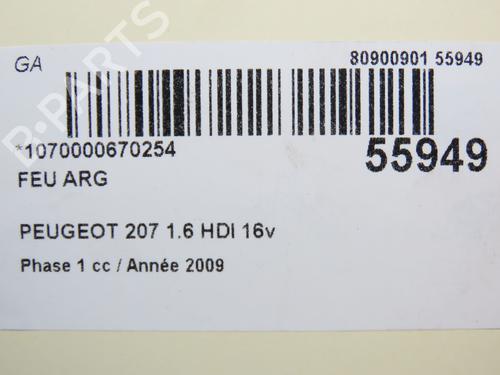 GA
80900901 55949
*1070000670254
55949
FEU ARG
PEUGEOT 207 1.6 HDI 16v
Phase 1 cc / Année 2009
B-PARTS